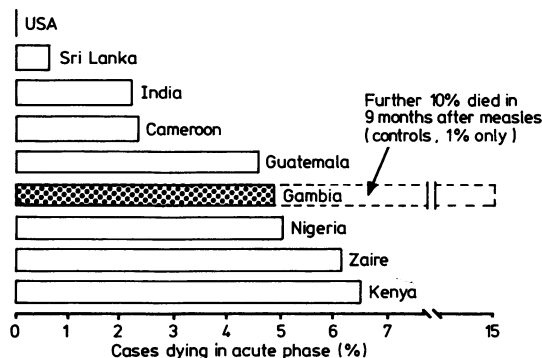 USA
Sri Lanka
India
Cameroon
Further 10% died in
9 months after measles
(controls, 1% only)
Guatemala
Gambia
Nigeria
Zaire
Kenya
0 1 2 3 4 5 6 7 15
Cases dying in acute phase (%)